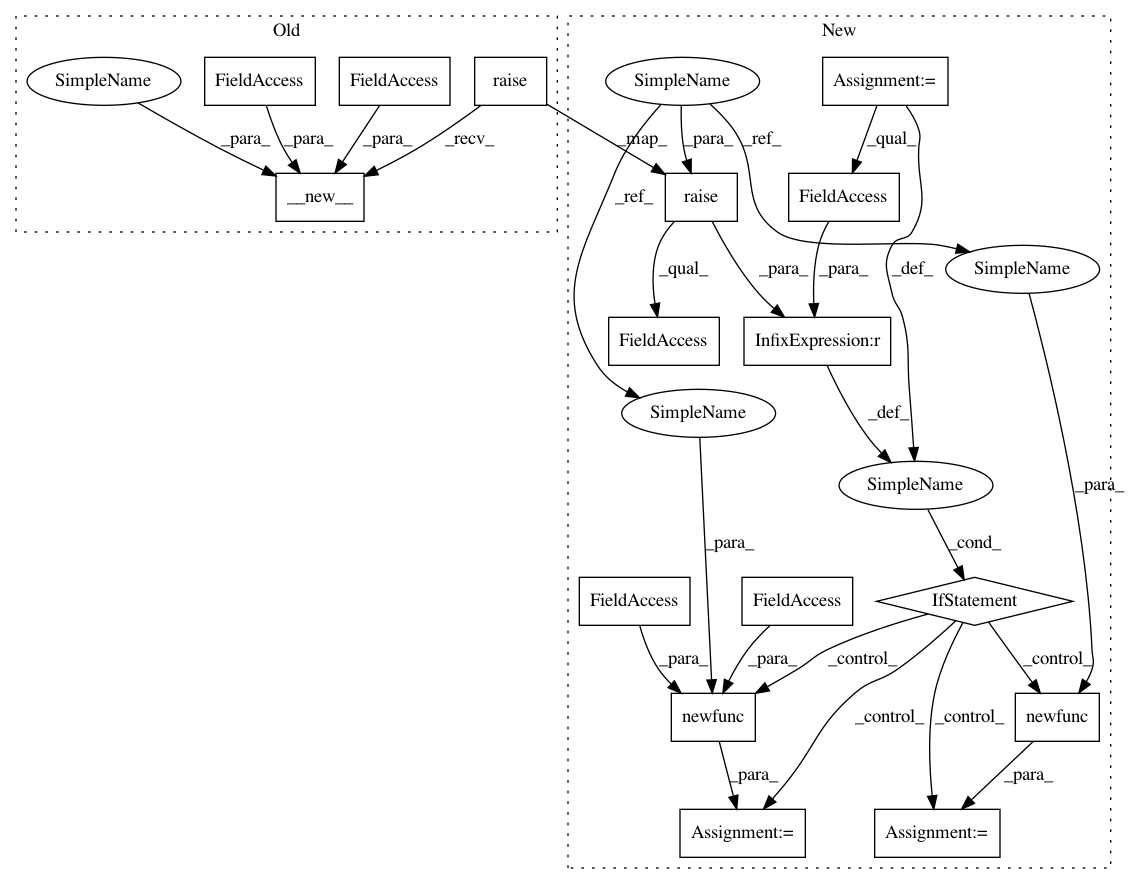 Old
New
SimpleName
FieldAccess
FieldAccess
raise
SimpleName
Assignment:=
_para_
_para_
_para_
_recv_
_map_
_para_
_ref_
_qual_
__new__
raise
FieldAccess
_ref_
SimpleName
_qual_
_para_
_para_
_def_
FieldAccess
InfixExpression:r
SimpleName
_def_
SimpleName
_para_
_para_
_cond_
FieldAccess
FieldAccess
IfStatement
_para_
_para_
_control_
_control_
newfunc
newfunc
_control_
_control_
_para_
_para_
Assignment:=
Assignment:=